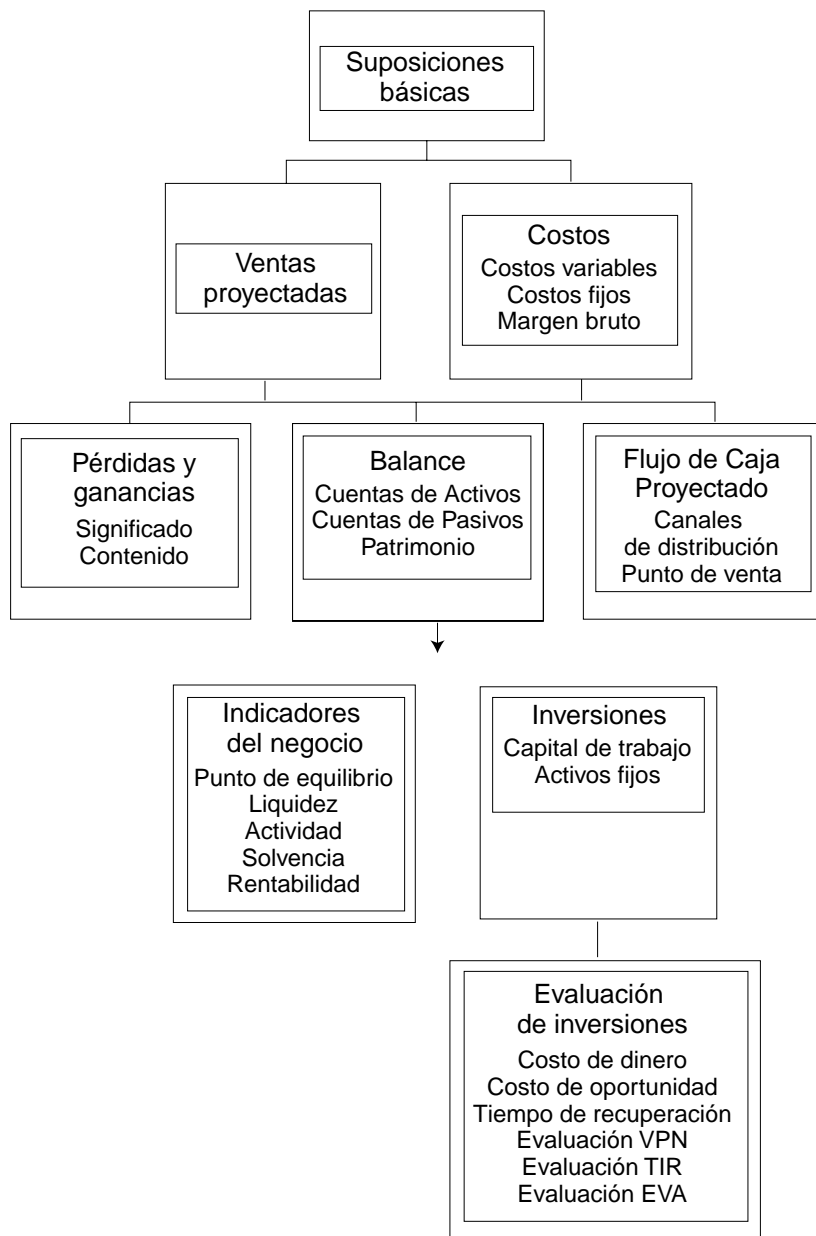 Suposiciones
básicas
Ventas
proyectadas
Costos
Costos variables
Costos fijos
Margen bruto
Pérdidas y
ganancias
Significado
Contenido
Balance
Cuentas de Activos
Cuentas de Pasivos
Patrimonio
Flujo de Caja
Proyectado
Canales
de distribución
Punto de venta
Indicadores
del negocio
Punto de equilibrio
Liquidez
Actividad
Solvencia
Rentabilidad
Inversiones
Capital de trabajo
Activos fijos
Evaluación
de inversiones
Costo de dinero
Costo de oportunidad
Tiempo de recuperación
Evaluación VPN
Evaluación TIR
Evaluación EVA